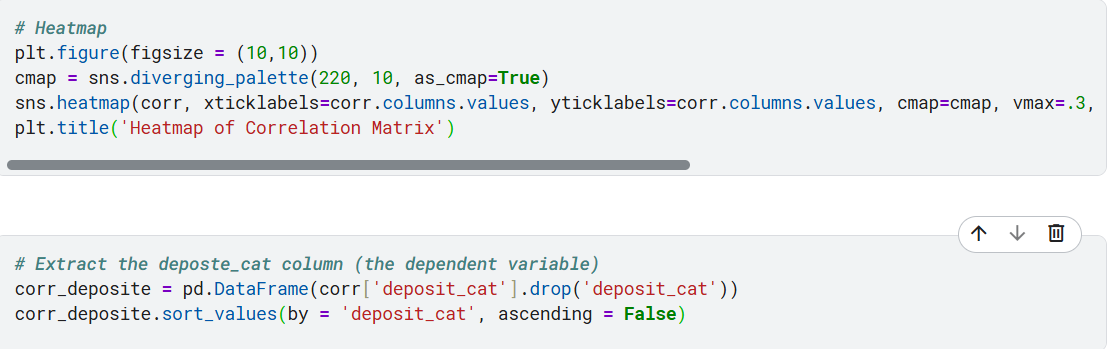 # Heatmap
plt.figure(figsize = (10,10))
cmap = sns.diverging_palette(220, 10, as_cmap=True)
sns.heatmap(corr, xticklabels=corr.columns.values, yticklabels=corr.columns.values, cmap=cmap, vmax=.3,
plt.title('Heatmap of Correlation Matrix')
# Extract the deposte_cat column (the dependent variable)
corr_deposite = pd.DataFrame(corr['deposit_cat'].drop('deposit_cat'))
corr_deposite.sort_values(by = 'deposit_cat', ascending = False)